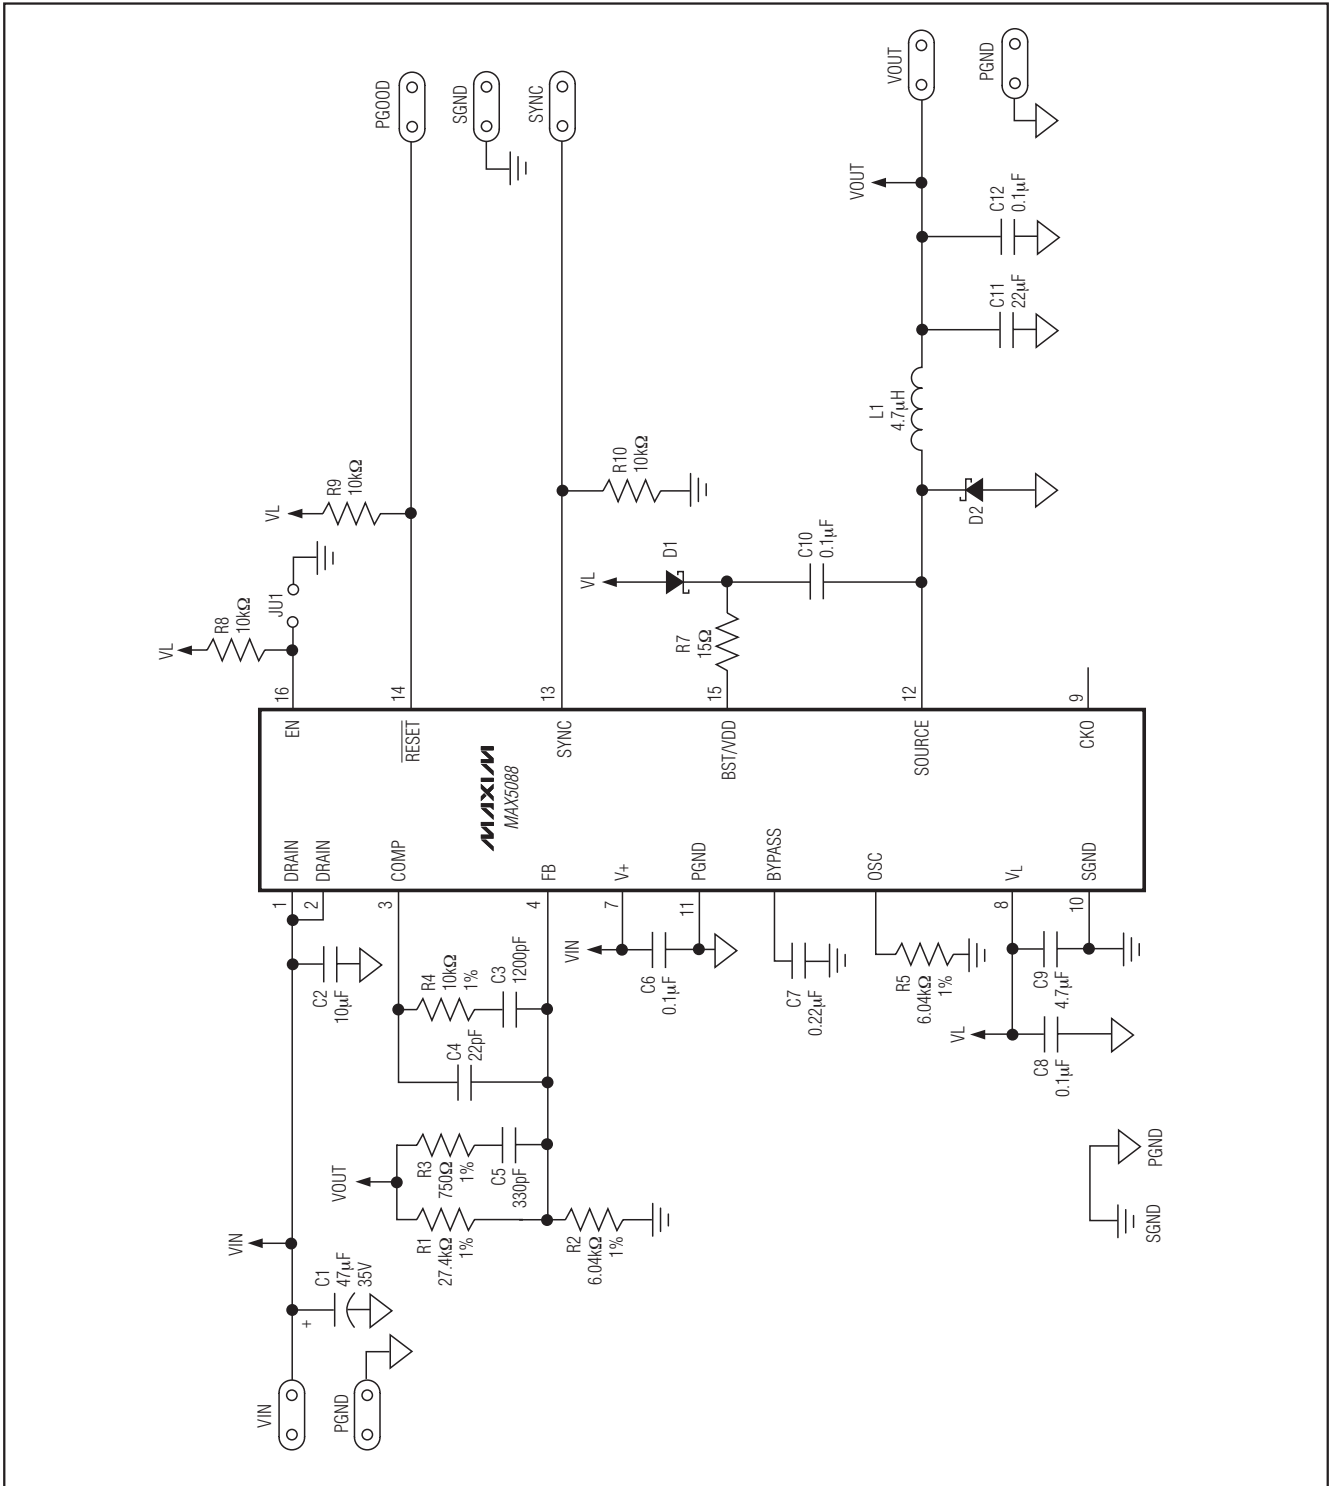 VIN
PGND
VIN
+
C1
47µF
35V
C2
10µF
VOUT
R1
27.4kΩ
1%
R3
750Ω
1%
C5
330pF
R2
6.04kΩ
1%
C4
22pF
R4
10kΩ
1%
C3
1200pF
VIN
C6
0.1µF
C7
0.22µF
R5
6.04kΩ
1%
VL
C8
0.1µF
C9
4.7µF
SGND
PGND
1
2
3
4
7
11
8
10
DRAIN
DRAIN
COMP
FB
V+
PGND
BYPASS
OSC
VL
SGND
MAXIM
MAX5088
EN
RESET
SYNC
BST/VDD
SOURCE
CKO
16
14
13
15
12
9
VL
R8
10kΩ
JU1
VL
R9
10kΩ
PGOOD
SGND
SYNC
R10
10kΩ
VL
D1
R7
15Ω
C10
0.1µF
D2
L1
4.7µH
C11
22µF
C12
0.1µF
VOUT
VOUT
PGND